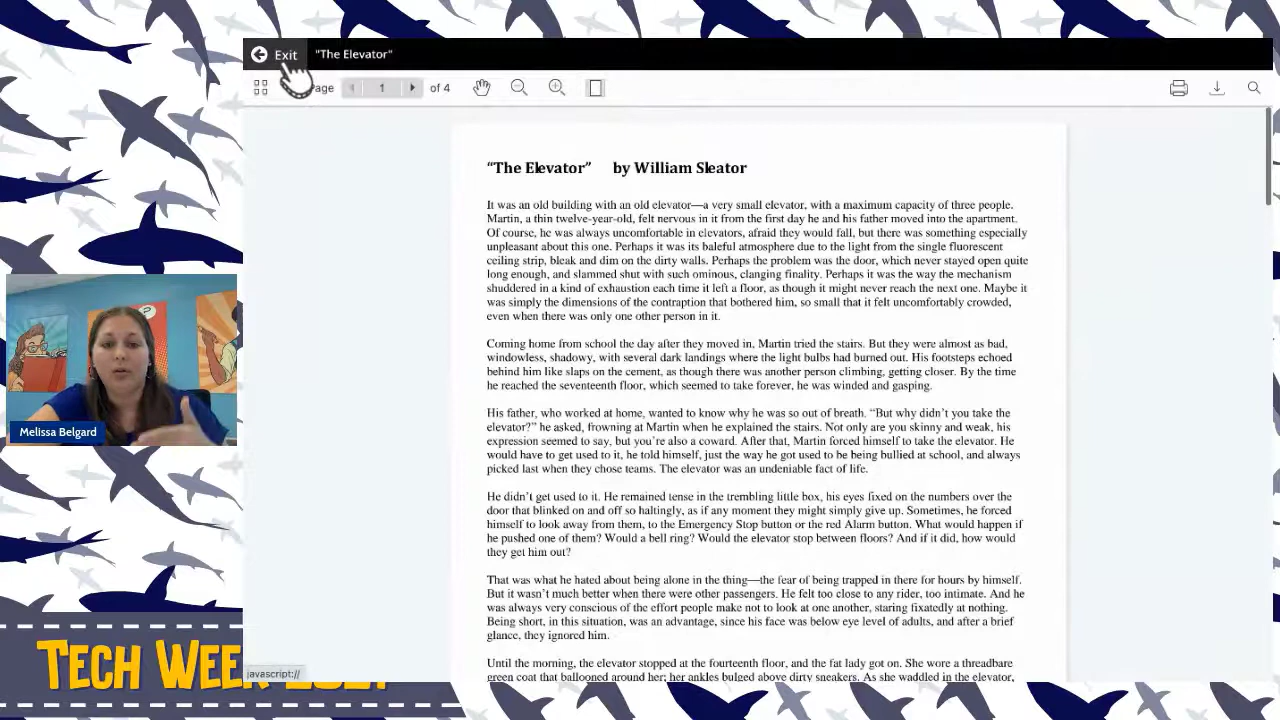 Exit "The Elevator"
age 1 of 4
"The Elevator" by William Sleator
It was an old building with an old elevator—a very small elevator, with a maximum capacity of three people.
Martin, a thin twelve-year-old, felt nervous in it from the first day he and his father moved into the apartment.
Of course, he was always uncomfortable in elevators, afraid they would fall, but there was something especially
unpleasant about this one. Perhaps it was its baleful atmosphere due to the light from the single fluorescent
ceiling strip, bleak and dim on the dirty walls. Perhaps the problem was the door, which never stayed open quite
long enough, and slammed shut with such ominous, clanging finality. Perhaps it was the way the mechanism
shuddered in a kind of exhaustion each time it left a floor, as though it might never reach the next one. Maybe it
was simply the dimensions of the contraption that bothered him, so small that it felt uncomfortably crowded,
even when there was only one other person in it.
Coming home from school the day after they moved in, Martin tried the stairs. But they were almost as bad,
windowless, shadowy, with several dark landings where the light bulbs had burned out. His footsteps echoed
behind him like slaps on the cement, as though there was another person climbing, getting closer. By the time
he reached the seventeenth floor, which seemed to take forever, he was winded and gasping.
His father, who worked at home, wanted to know why he was so out of breath. "But why didn't you take the
elevator?" he asked, frowning at Martin when he explained the stairs. Not only are you skinny and weak, his
expression seemed to say, but you're also a coward. After that, Martin forced himself to take the elevator. He
would have to get used to it, he told himself, just the way he got used to be being bullied at school, and always
picked last when they chose teams. The elevator was an undeniable fact of life.
He didn't get used to it. He remained tense in the trembling little box, his eyes fixed on the numbers over the
door that blinked on and off so haltingly, as if any moment they might simply give up. Sometimes, he forced
himself to look away from them, to the Emergency Stop button or the red Alarm button. What would happen if
he pushed one of them? Would a bell ring? Would the elevator stop between floors? And if it did, how would
they get him out?
That was what he hated about being alone in the thing—the fear of being trapped in there for hours by himself.
But it wasn't much better when there were other passengers. He felt too close to any rider, too intimate. And he
was always very conscious of the effort people make not to look at one another, staring fixatedly at nothing.
Being short, in this situation, was an advantage, since his face was below eye level of adults, and after a brief
glance, they ignored him.
Until the morning, the elevator stopped at the fourteenth floor, and the fat lady got on. She wore a threadbare
green coat that ballooned around her; her ankles bulged above dirty sneakers. As she waddled in the elevator,
?
Melissa Belgard
javascript://
TECH WEEK